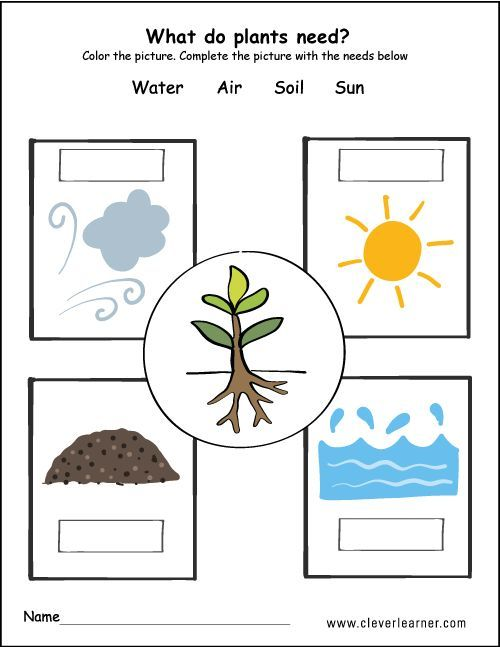 What do plants need?
Color the picture. Complete the picture with the needs below
Water Air Soil Sun
Name
www.cleverlearner.com